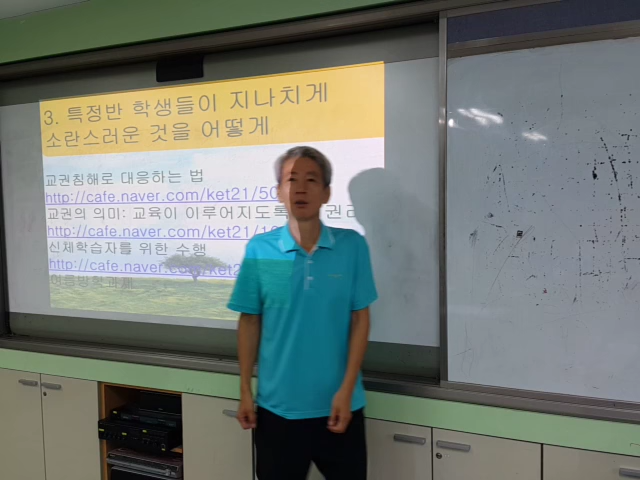 3. 특정반 학생들이 지나치게
소란스러운 것을 어떻게
교권침해로 대응하는 법
http://cafe.naver.com/ket21/50
교권의 의미: 교육이 이루어지도록 권리
http://cafe.naver.com/ket21/1
신체학습자를 위한 수행
http://cafe.naver.com/ket2